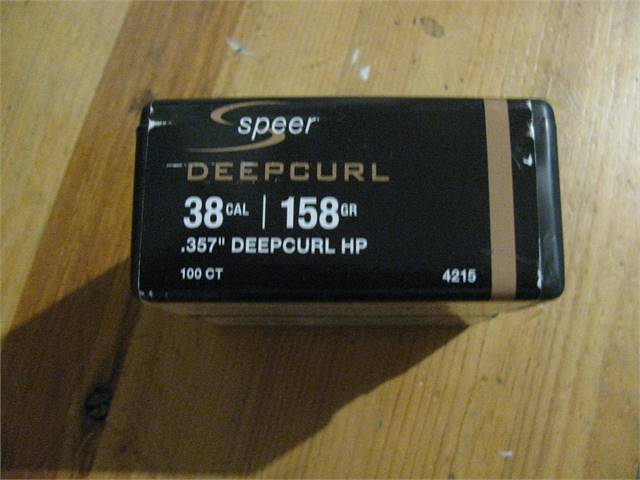 speer
DEEPCURL
38 CAL | 158 GR
.357" DEEPCURL HP
100 CT 4215